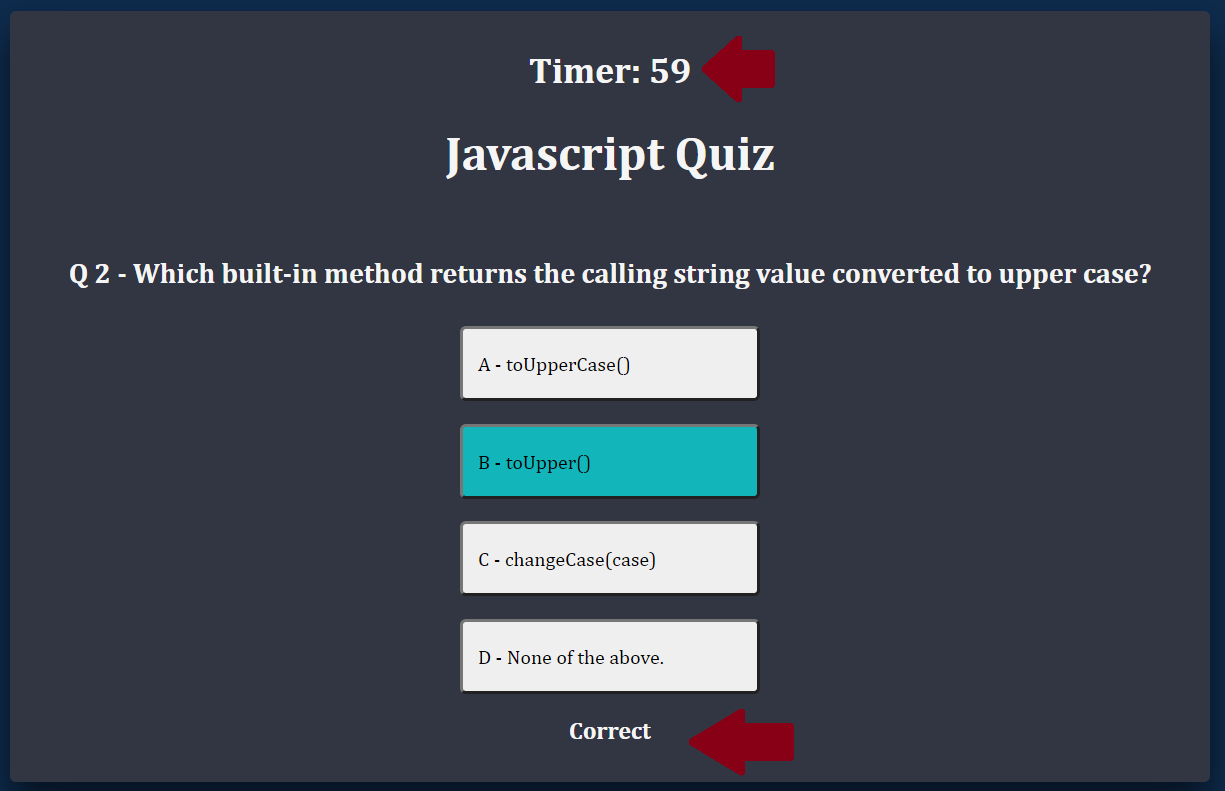 Timer: 59
Javascript Quiz
Q 2 - Which built-in method returns the calling string value converted to upper case?
A - toUpperCase()
B - toUpper()
C - changeCase(case)
D - None of the above.
Correct